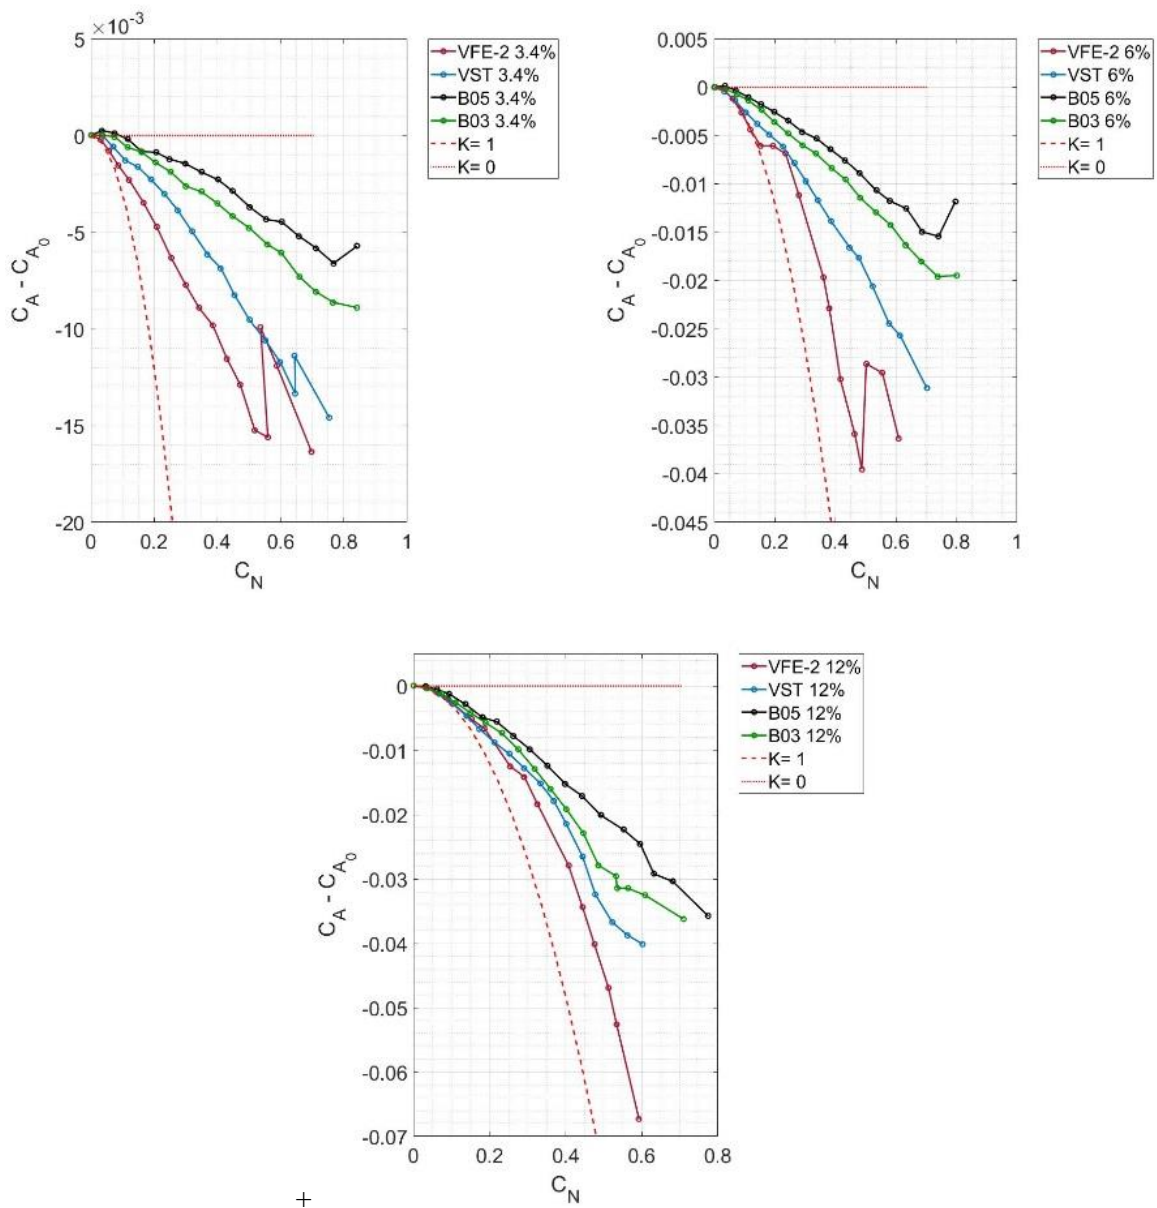 ×10⁻³
5
0
-5
-10
-15
-20
C_A - C_A₀
0 0.2 0.4 0.6 0.8 1
C_N
VFE-2 3.4%
VST 3.4%
B05 3.4%
B03 3.4%
K= 1
K= 0
0.005
0
-0.005
-0.01
-0.015
-0.02
-0.025
-0.03
-0.035
-0.04
-0.045
C_A - C_A₀
0 0.2 0.4 0.6 0.8 1
C_N
VFE-2 6%
VST 6%
B05 6%
B03 6%
K= 1
K= 0
0
-0.01
-0.02
-0.03
-0.04
-0.05
-0.06
-0.07
C_A - C_A₀
0.2 0.4 0.6 0.8
C_N
VFE-2 12%
VST 12%
B05 12%
B03 12%
K= 1
K= 0
+